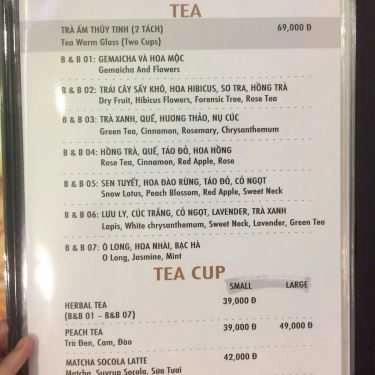 TEA
TRÀ ẤM THỦY TINH (2 TÁCH) 69,000 Đ
Tea Warm Glass (Two Cups)
B & B 01: GEMAICHA VÀ HOA MỘC
Gemaicha And Flowers
B & B 02: TRÁI CÂY SẤY KHÔ, HOA HIBICUS, SO TRA, HỒNG TRÀ
Dry Fruit, Hibicus Flowers, Forensic Tree, Rose Tea
B & B 03: TRÀ XANH, QUẾ, HƯƠNG THẢO, NỤ CÚC
Green Tea, Cinnamon, Rosemary, Chrysanthemum
B & B 04: HỒNG TRÀ, QUẾ, TÁO ĐỎ, HOA HỒNG
Rose Tea, Cinnamon, Red Apple, Rose
B & B 05: SEN TUYẾT, HOA ĐÀO RỪNG, TÁO ĐỎ, CỎ NGỌT
Snow Lotus, Peach Blossom, Red Apple, Sweet Neck
B & B 06: LƯU LY, CÚC TRẮNG, CỎ NGỌT, LAVENDER, TRÀ XANH
Lapis, White chrysanthemum, Sweet Neck, Lavender, Green Tea
B & B 07: Ô LONG, HOA NHÀI, BẠC HÀ
O Long, Jasmine, Mint
TEA CUP
SMALL LARGE
HERBAL TEA 39,000 Đ
(B&B 01 - B&B 07)
PEACH TEA 39,000 Đ 49,000 Đ
Trà Đen, Cam, Đào
MATCHA SOCOLA LATTE 42,000 Đ
Matcha, Suyrup Socola, Sữa Tươi